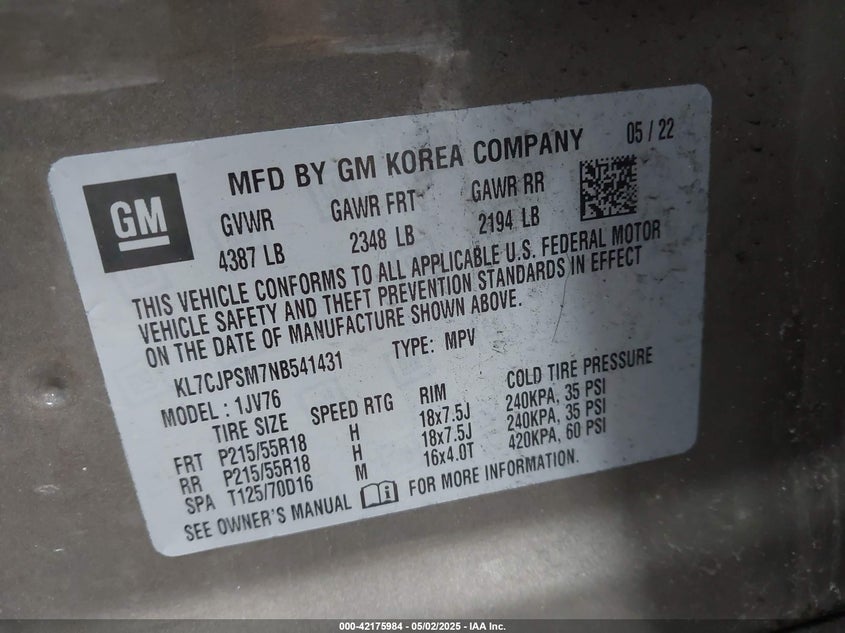 MFD BY GM KOREA COMPANY 05 / 22
GM
GVWR GAWR FRT GAWR RR
4387 LB 2348 LB 2194 LB
THIS VEHICLE CONFORMS TO ALL APPLICABLE U.S. FEDERAL MOTOR
VEHICLE SAFETY AND THEFT PREVENTION STANDARDS IN EFFECT
ON THE DATE OF MANUFACTURE SHOWN ABOVE.
KL7CJPSM7NB541431 TYPE: MPV
MODEL : 1JV76
TIRE SIZE SPEED RTG RIM COLD TIRE PRESSURE
FRT P215/55R18 H 18x7.5J 240KPA, 35 PSI
RR P215/55R18 H 18x7.5J 240KPA, 35 PSI
SPA T125/70D16 M 16x4.0T 420KPA, 60 PSI
SEE OWNER'S MANUAL FOR MORE INFORMATION.
000-42175984 - 05/02/2025 - IAA Inc.